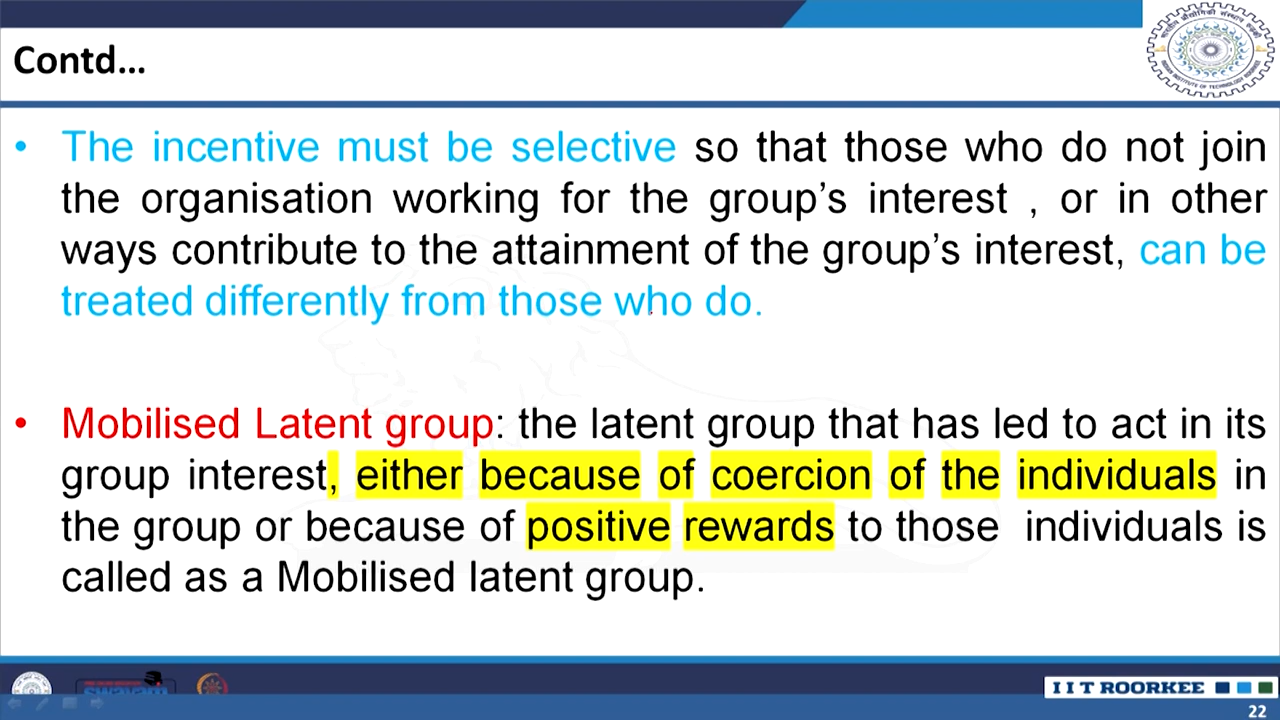 Contd...
• The incentive must be selective so that those who do not join
the organisation working for the group's interest , or in other
ways contribute to the attainment of the group's interest, can be
treated differently from those who do.
• Mobilised Latent group: the latent group that has led to act in its
group interest, either because of coercion of the individuals in
the group or because of positive rewards to those individuals is
called as a Mobilised latent group.
swayam
IIT ROORKEE
22